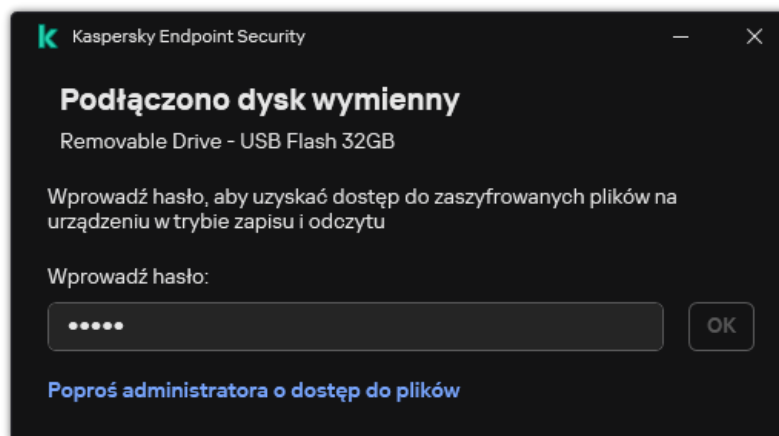 Kaspersky Endpoint Security
Podłączono dysk wymienny
Removable Drive - USB Flash 32GB
Wprowadź hasło, aby uzyskać dostęp do zaszyfrowanych plików na
urządzeniu w trybie zapisu i odczytu
Wprowadź hasło:
•••••
OK
Poproś administratora o dostęp do plików